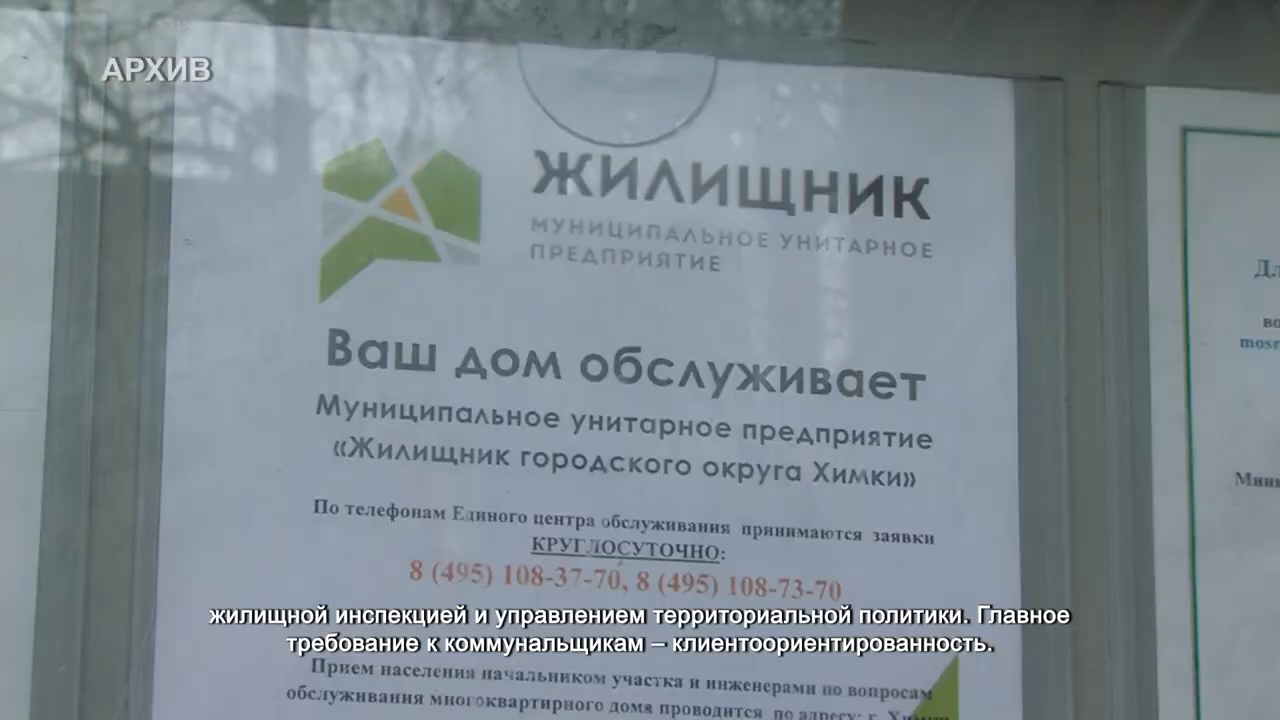 АРХИВ
ЖИЛИЩНИК
МУНИЦИПАЛЬНОЕ УНИТАРНОЕ
ПРЕДПРИЯТИЕ
Ваш дом обслуживает
Муниципальное унитарное предприятие
«Жилищник городского округа Химки»
По телефонам Единого центра обслуживания принимаются заявки
КРУГЛОСУТОЧНО:
8 (495) 108-37-70, 8 (495) 108-73-70
жилищной инспекцией и управлением территориальной политики. Главное
требование к коммунальщикам – клиентоориентированность.
Прием населения начальником участка и инженерами по вопросам
обслуживания многоквартирного дома проводится по адресу: г.